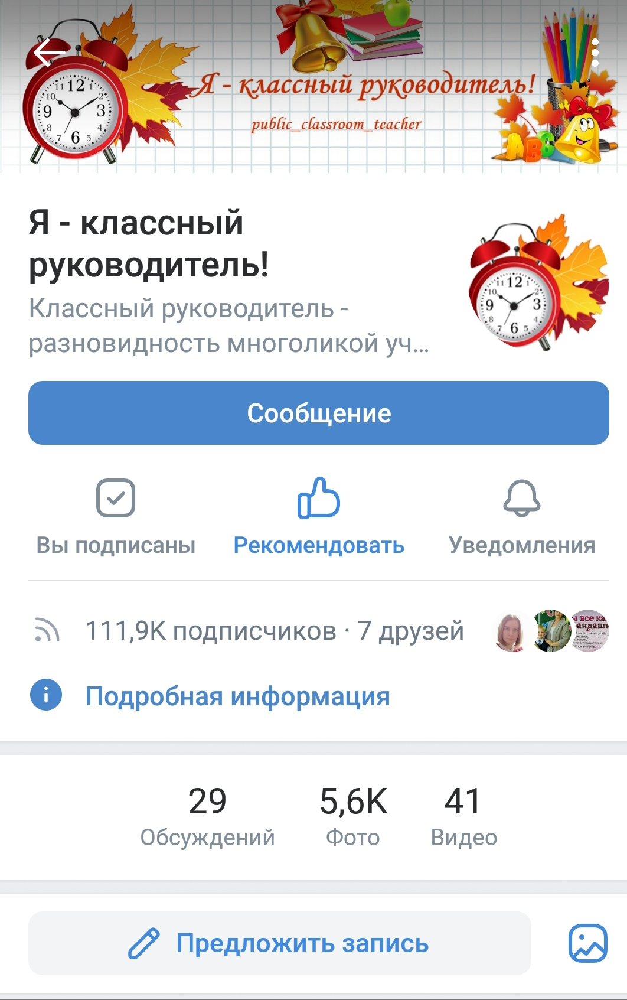 Я - классный руководитель!
public_classroom_teacher
ABC
Я - классный
руководитель!
Классный руководитель -
разновидность многоликой уч...
Сообщение
Вы подписаны
Рекомендовать
Уведомления
111,9K подписчиков · 7 друзей
Подробная информация
29
Обсуждений
5,6K
Фото
41
Видео
Предложить запись